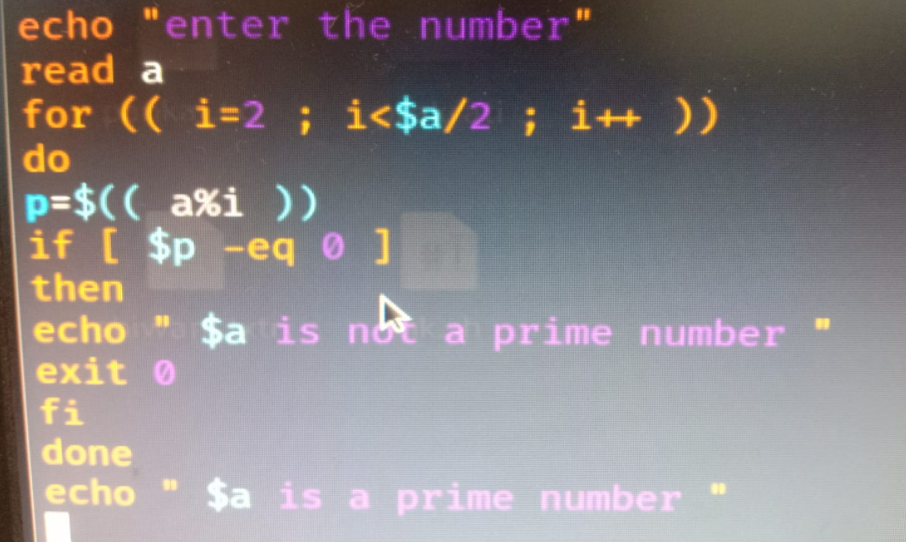 echo "enter the number"
read a
for (( i=2 ; i<$a/2 ; i++ ))
do
p=$(( a%i ))
if [ $p -eq 0 ]
then
echo " $a is not a prime number "
exit 0
fi
done
echo " $a is a prime number "